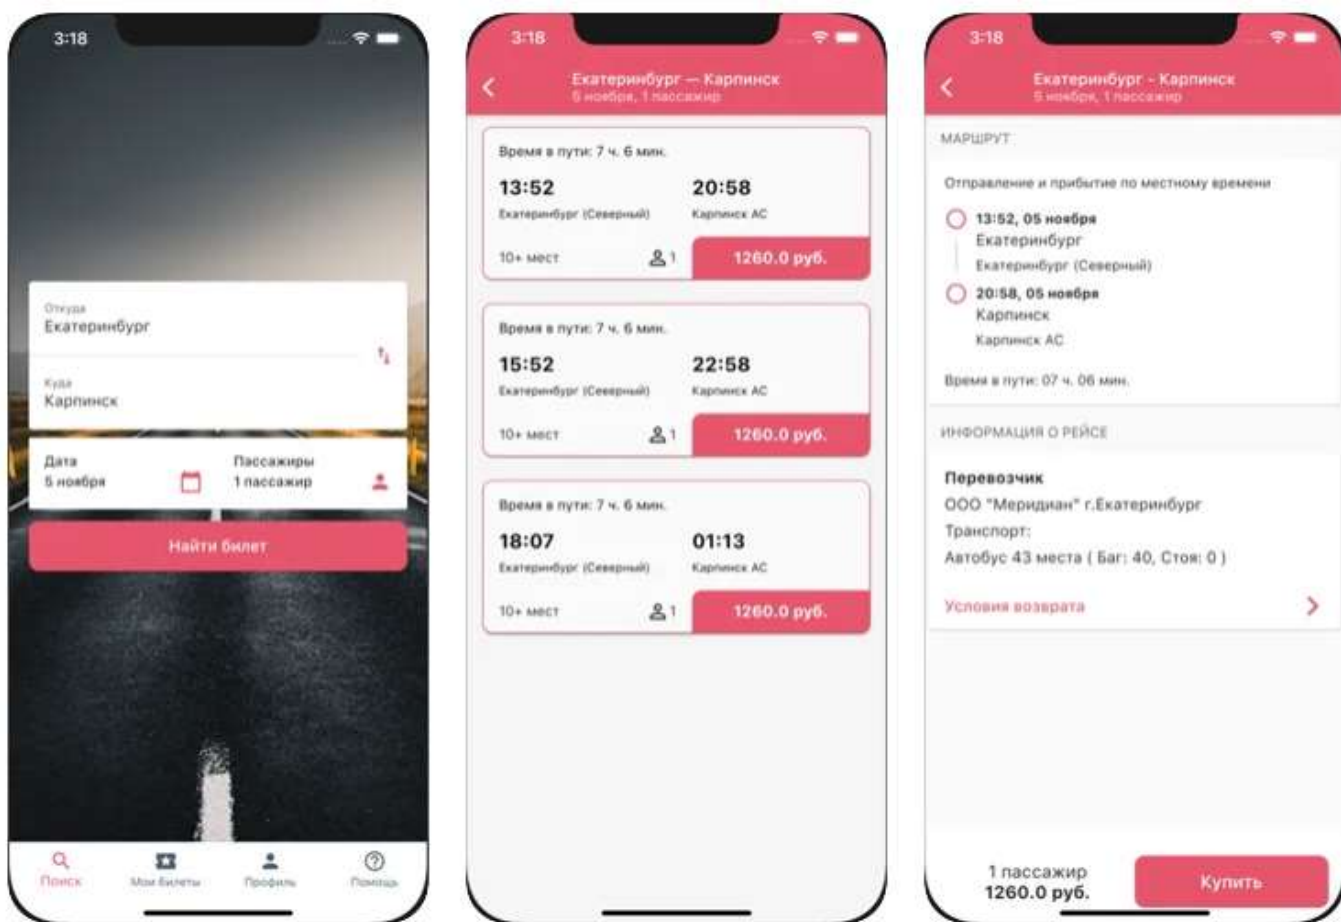 3:18
Откуда
Екатеринбург
Куда
Карпинск
Дата
5 ноября
Пассажиры
1 пассажир
Найти билет
Поиск
Мои билеты
Профиль
Помощь
3:18
Екатеринбург — Карпинск
5 ноября, 1 пассажир
Время в пути: 7 ч. 6 мин.
13:52 20:58
Екатеринбург (Северный) Карпинск АС
10+ мест 1 1260.0 руб.
Время в пути: 7 ч. 6 мин.
15:52 22:58
Екатеринбург (Северный) Карпинск АС
10+ мест 1 1260.0 руб.
Время в пути: 7 ч. 6 мин.
18:07 01:13
Екатеринбург (Северный) Карпинск АС
10+ мест 1 1260.0 руб.
3:18
Екатеринбург - Карпинск
5 ноября, 1 пассажир
МАРШРУТ
Отправление и прибытие по местному времени
13:52, 05 ноября
Екатеринбург
Екатеринбург (Северный)
20:58, 05 ноября
Карпинск
Карпинск АС
Время в пути: 07 ч. 06 мин.
ИНФОРМАЦИЯ О РЕЙСЕ
Перевозчик
ООО "Меридиан" г.Екатеринбург
Транспорт:
Автобус 43 места ( Баг: 40, Стоя: 0 )
Условия возврата
1 пассажир
1260.0 руб.
Купить